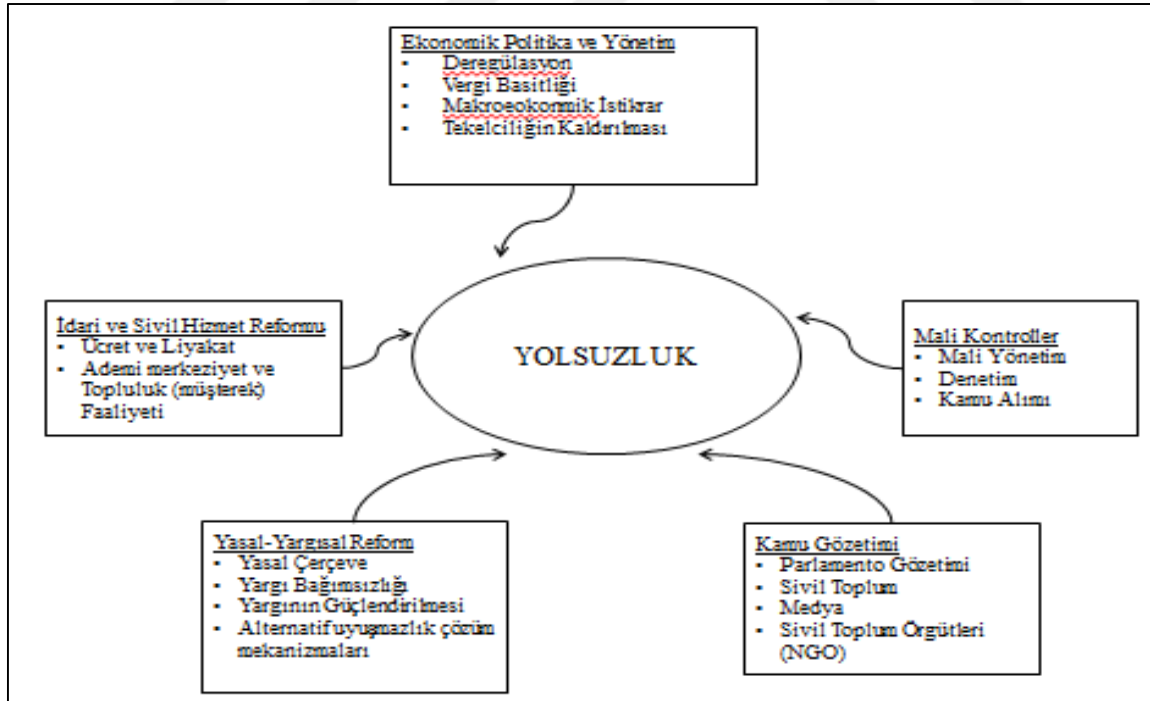 Ekonomik Politika ve Yönetim
▪ Deregülasyon
▪ Vergi Basitliği
▪ Makroeokonmik İstikrar
▪ Tekelciliğin Kaldırılması
İdari ve Sivil Hizmet Reformu
▪ Ücret ve Liyakat
▪ Ademi merkeziyet ve
Topluluk (müşterek)
Faaliyeti
YOLSUZLUK
Mali Kontroller
▪ Mali Yönetim
▪ Denetim
▪ Kamu Alımı
Yasal-Yargısal Reform
▪ Yasal Çerçeve
▪ Yargı Bağımsızlığı
▪ Yargının Güçlendirilmesi
▪ Alternatif uyuşmazlık çözüm
mekanizmaları
Kamu Gözetimi
▪ Parlamento Gözetimi
▪ Sivil Toplum
▪ Medya
▪ Sivil Toplum Örgütleri
(NGO)